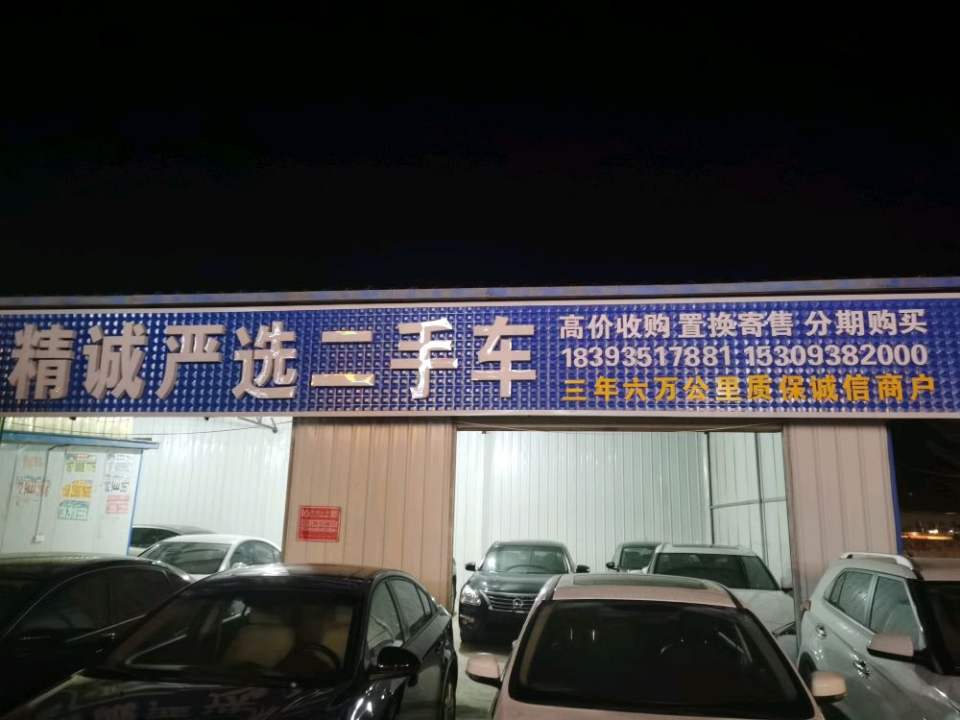 精诚严选二手车
高价收购 置换寄售 分期购买
18393517881 15309382000
三年六万公里质保诚信商户